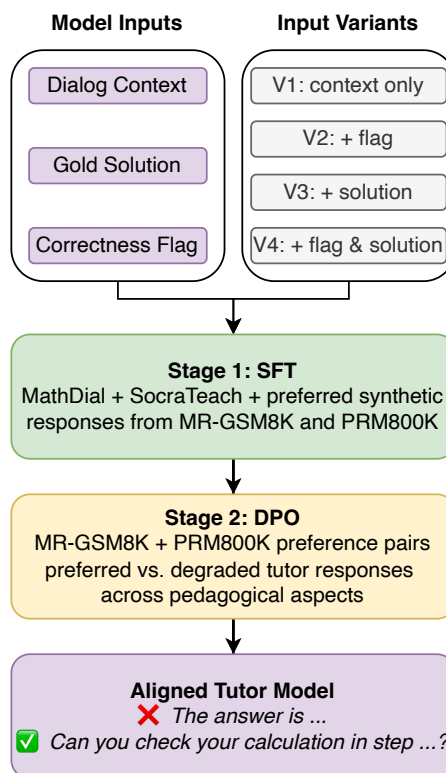 Model Inputs
Dialog Context
Gold Solution
Correctness Flag
Input Variants
V1: context only
V2: + flag
V3: + solution
V4: + flag & solution
Stage 1: SFT
MathDial + SocraTeach + preferred synthetic
responses from MR-GSM8K and PRM800K
Stage 2: DPO
MR-GSM8K + PRM800K preference pairs
preferred vs. degraded tutor responses
across pedagogical aspects
Aligned Tutor Model
❌ The answer is ...
✅ Can you check your calculation in step ...?